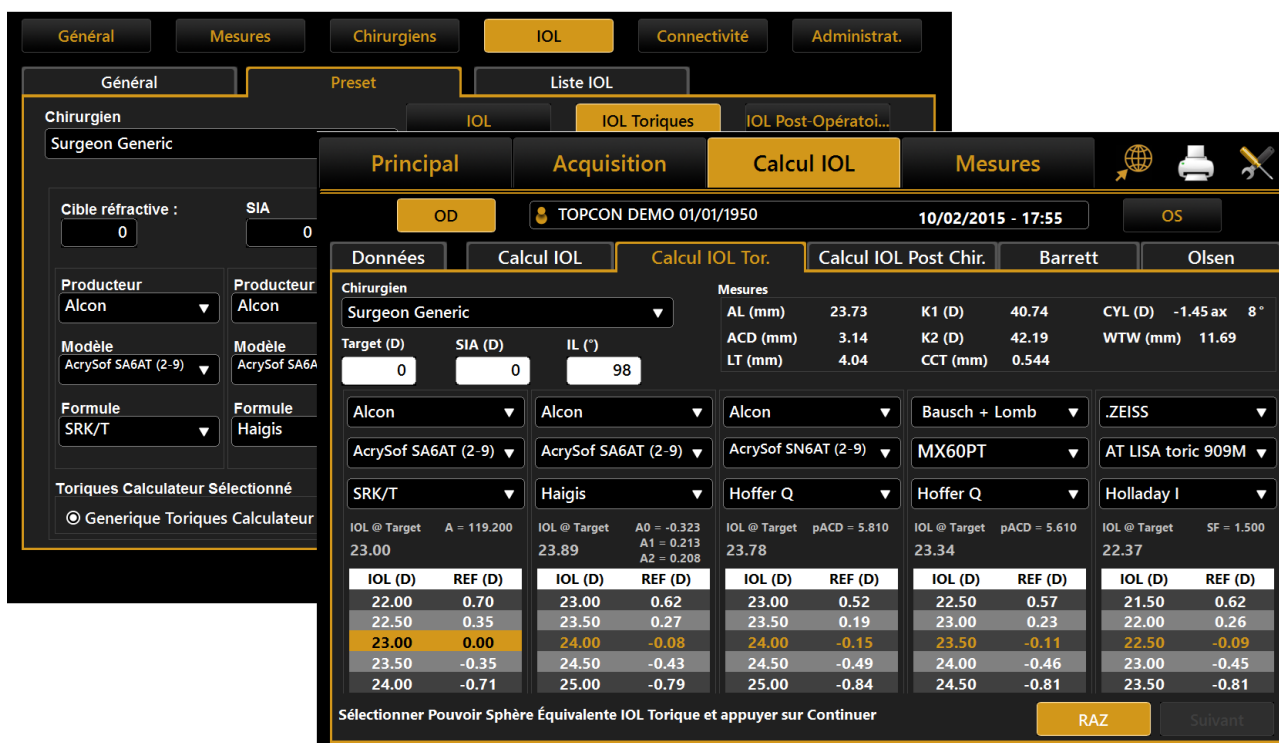 Général Mesures Chirurgiens IOL Connectivité Administrat.
Général Preset Liste IOL
Chirurgien
IOL IOL Toriques IOL Post-Opératoi...
Surgeon Generic
Cible réfractive : SIA
0 0
Producteur Producteur
Alcon Alcon
Modèle Modèle
AcrySof SA6AT (2-9) AcrySof SA6A
Formule Formule
SRK/T Haigis
Toriques Calculateur Sélectionné
Generique Toriques Calculateur
Principal Acquisition Calcul IOL Mesures
OD TOPCON DEMO 01/01/1950 10/02/2015 - 17:55 OS
Données Calcul IOL Calcul IOL Tor. Calcul IOL Post Chir. Barrett Olsen
Chirurgien Mesures
Surgeon Generic AL (mm) 23.73 K1 (D) 40.74 CYL (D) -1.45 ax 8°
Target (D) SIA (D) IL (°) ACD (mm) 3.14 K2 (D) 42.19 WTW (mm) 11.69
0 0 98 LT (mm) 4.04 CCT (mm) 0.544
Alcon Alcon Alcon Bausch + Lomb .ZEISS
AcrySof SA6AT (2-9) AcrySof SA6AT (2-9) AcrySof SN6AT (2-9) MX60PT AT LISA toric 909M
SRK/T Haigis Hoffer Q Hoffer Q Holladay I
IOL @ Target A = 119.200 IOL @ Target A0 = -0.323 IOL @ Target pACD = 5.810 IOL @ Target pACD = 5.610 IOL @ Target SF = 1.500
23.00 23.89 A1 = 0.213 23.78 23.34 22.37
A2 = 0.208
IOL (D) REF (D) IOL (D) REF (D) IOL (D) REF (D) IOL (D) REF (D) IOL (D) REF (D)
22.00 0.70 23.00 0.62 23.00 0.52 22.50 0.57 21.50 0.62
22.50 0.35 23.50 0.27 23.50 0.19 23.00 0.23 22.00 0.26
23.00 0.00 24.00 -0.08 24.00 -0.15 23.50 -0.11 22.50 -0.09
23.50 -0.35 24.50 -0.43 24.50 -0.49 24.00 -0.46 23.00 -0.45
24.00 -0.71 25.00 -0.79 25.00 -0.84 24.50 -0.81 23.50 -0.81
Sélectionner Pouvoir Sphère Équivalente IOL Torique et appuyer sur Continuer RAZ Suivant